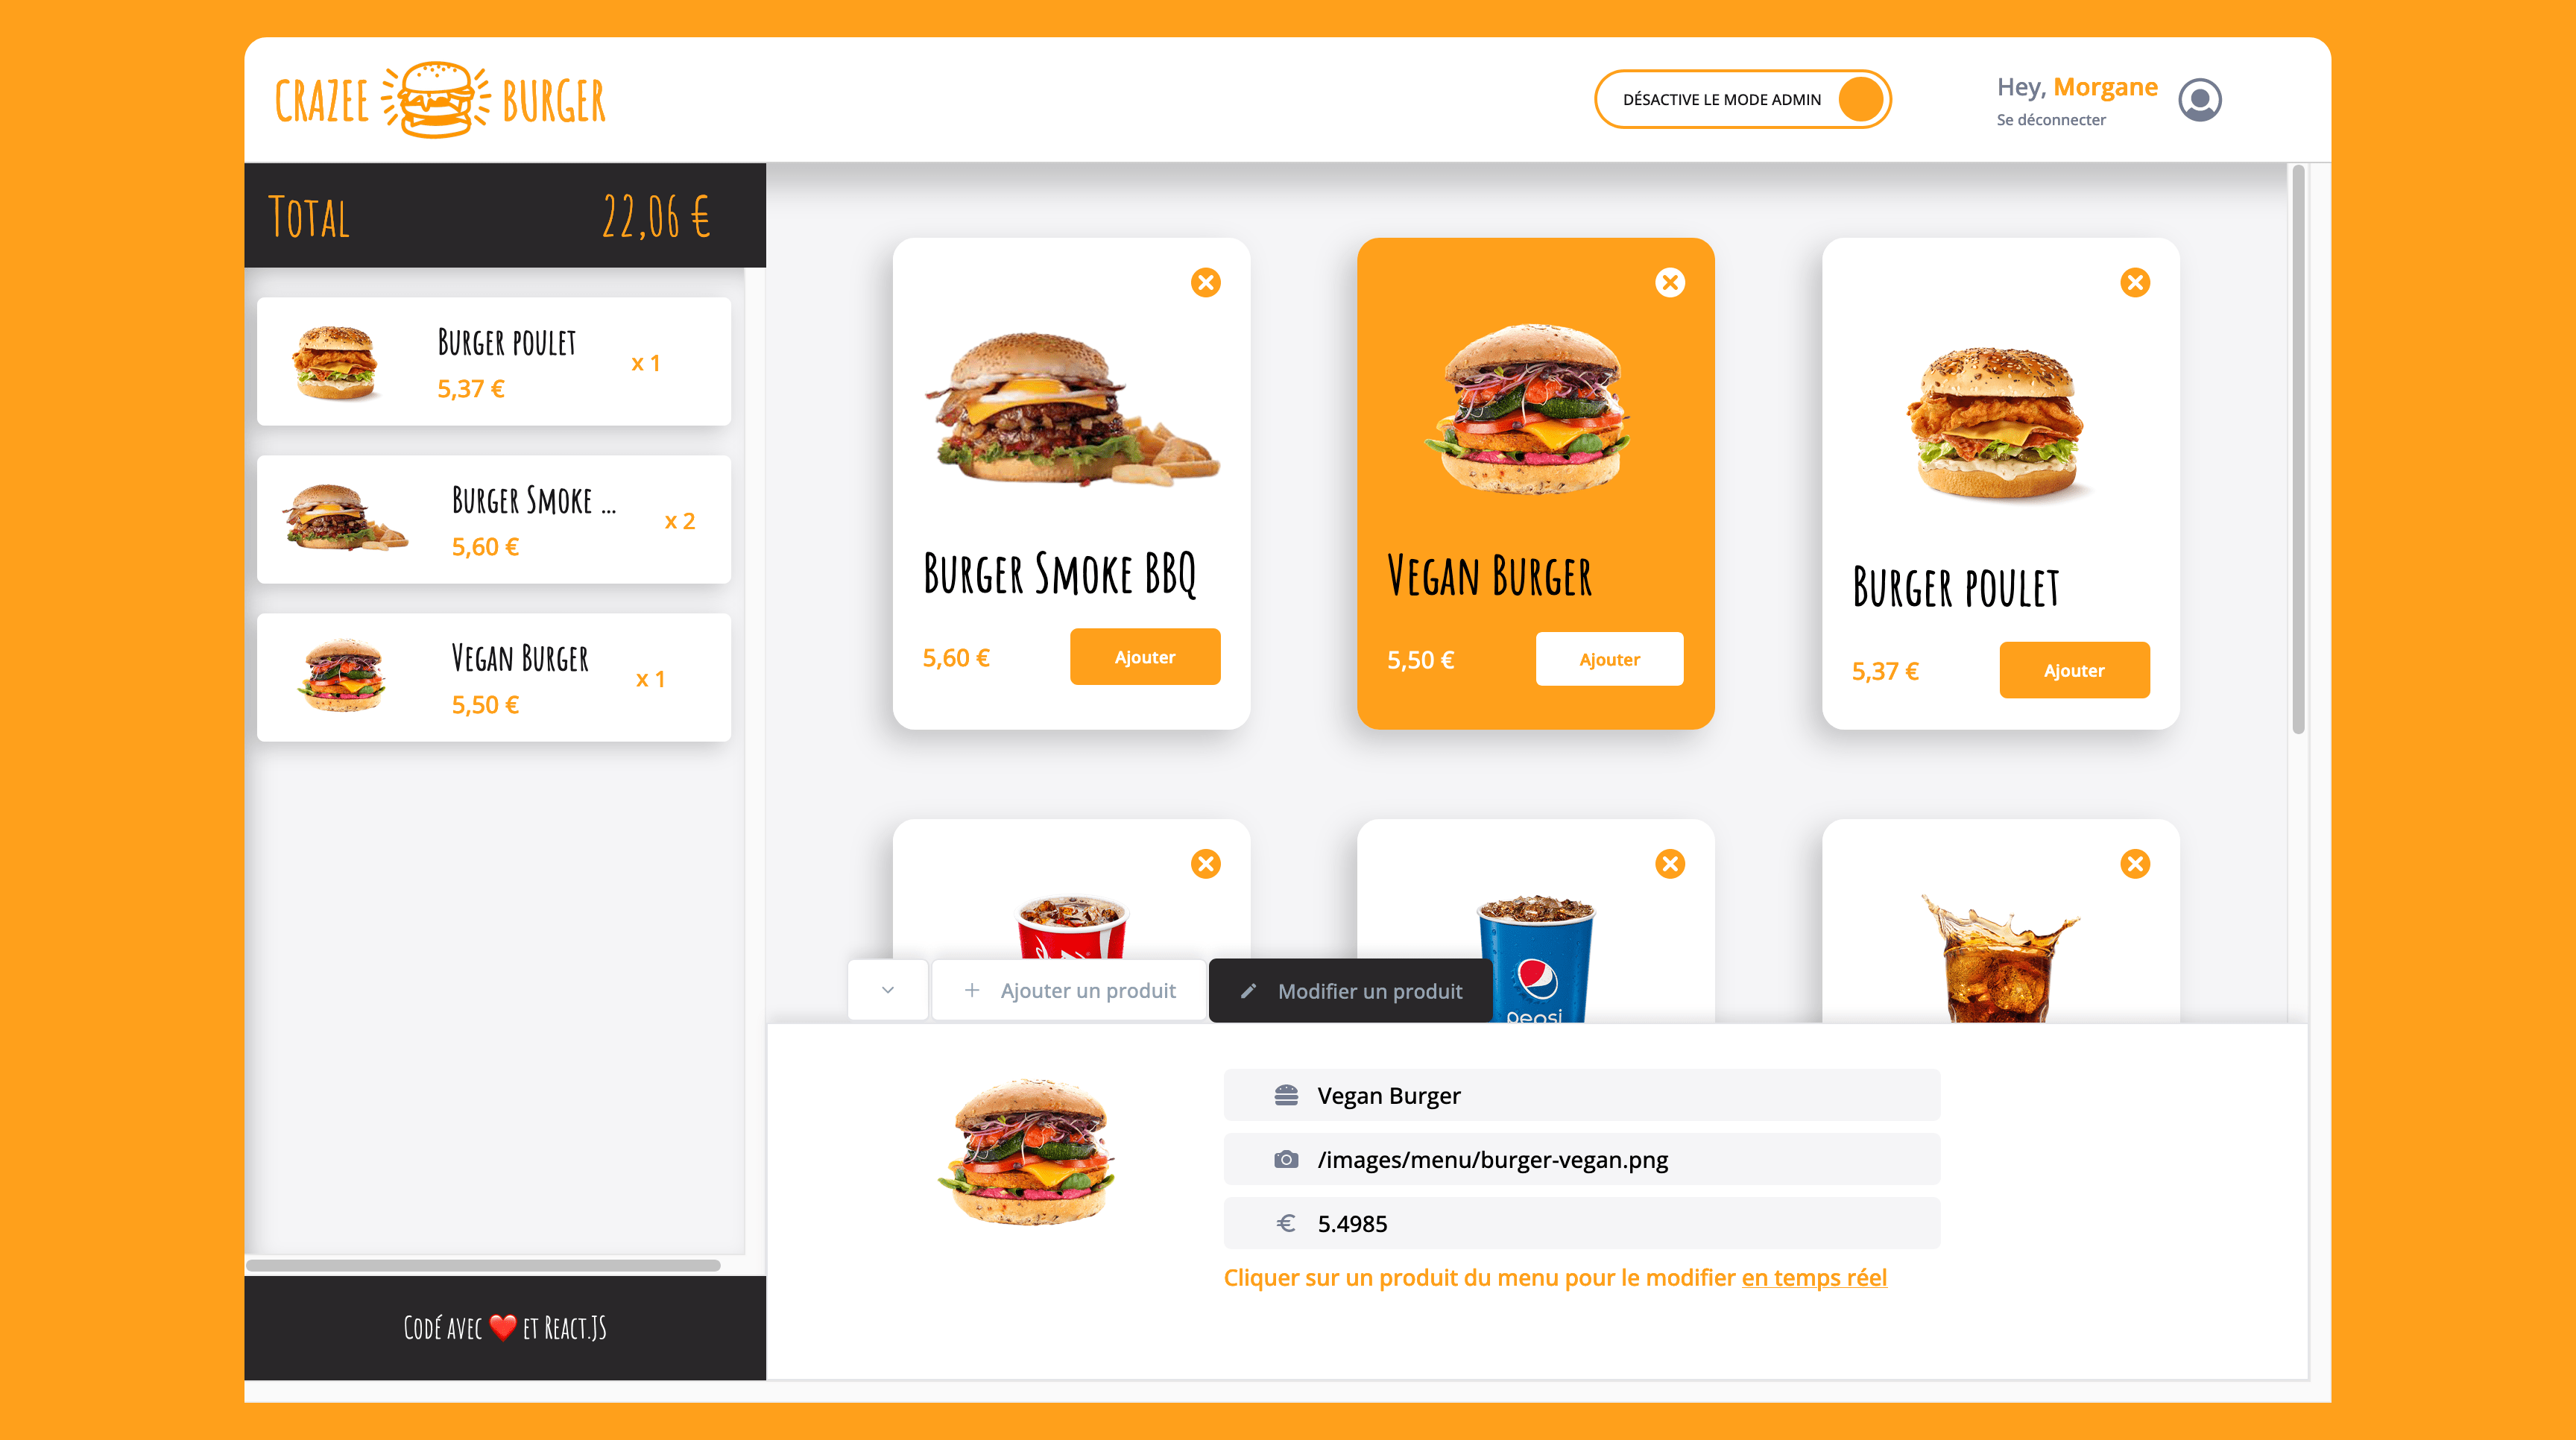 CRAZEE BURGER
DÉSACTIVE LE MODE ADMIN
Hey, Morgane
Se déconnecter
Total 22,06 €
Burger poulet
5,37 €
x 1
Burger Smoke ...
5,60 €
x 2
Vegan Burger
5,50 €
x 1
Codé avec ❤️ et React.JS
Burger Smoke BBQ
5,60 €
Ajouter
Vegan Burger
5,50 €
Ajouter
Burger poulet
5,37 €
Ajouter
pepsi
Ajouter un produit
Modifier un produit
Vegan Burger
/images/menu/burger-vegan.png
€ 5.4985
Cliquer sur un produit du menu pour le modifier en temps réel